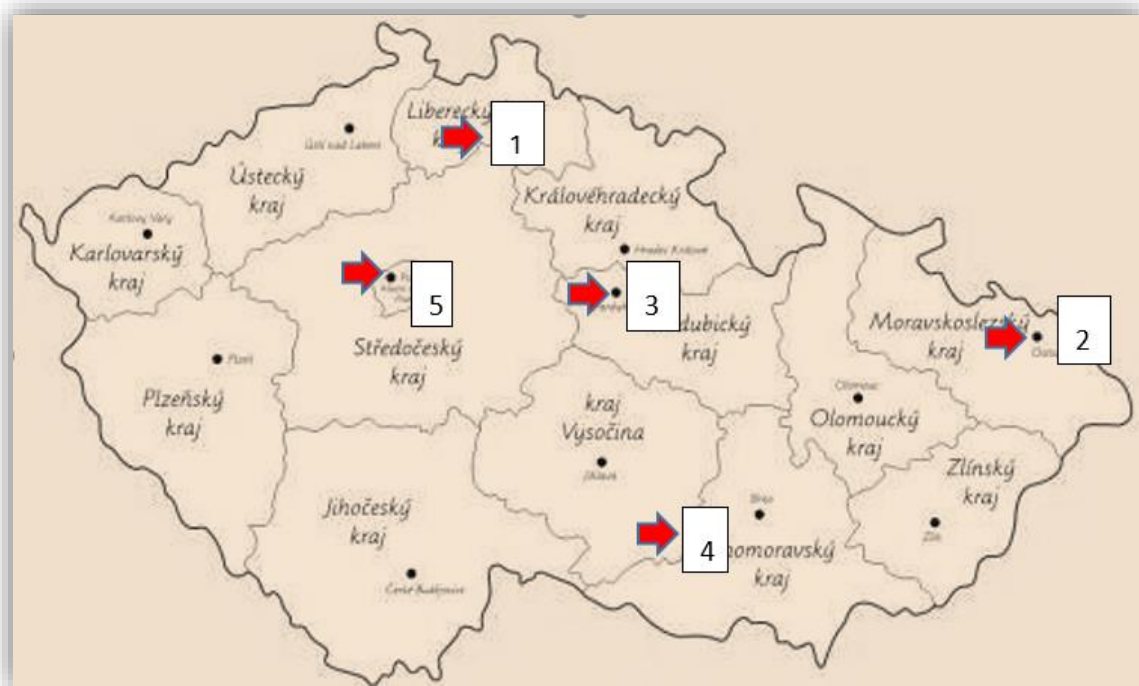 Liberecký
1
Ústí nad Labem
Ústecký
kraj
Královéhradecký
kraj
Karlovy Vary
Karlovarský
kraj
Hradec Králové
5
3
Moravskoslezský
kraj
2
dubický
kraj
Středočeský
kraj
Plzeň
Plzeňský
kraj
kraj
Vysočina
Jihlava
Olomouc
Olomoucký
kraj
Zlínský
kraj
Zlín
Jihočeský
kraj
Brno
4
omoravský
kraj
České Budějovice